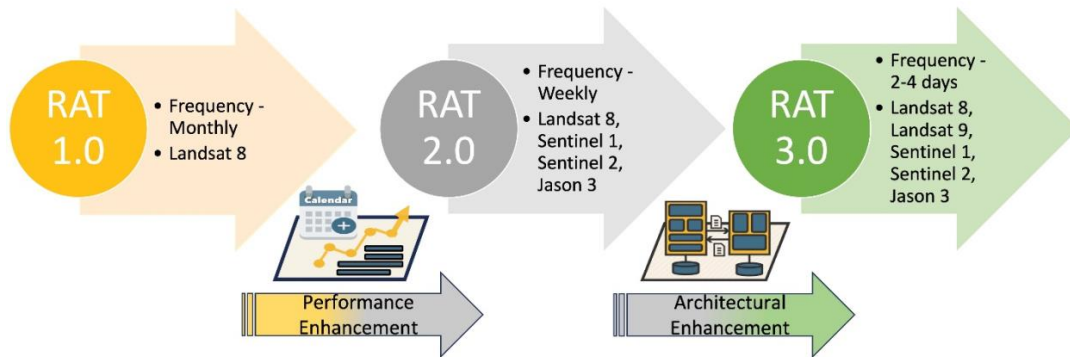 RAT
1.0
• Frequency -
Monthly
• Landsat 8
RAT
2.0
• Frequency -
Weekly
• Landsat 8,
Sentinel 1,
Sentinel 2,
Jason 3
RAT
3.0
• Frequency -
2-4 days
• Landsat 8,
Landsat 9,
Sentinel 1,
Sentinel 2,
Jason 3
Calendar
Performance
Enhancement
Architectural
Enhancement